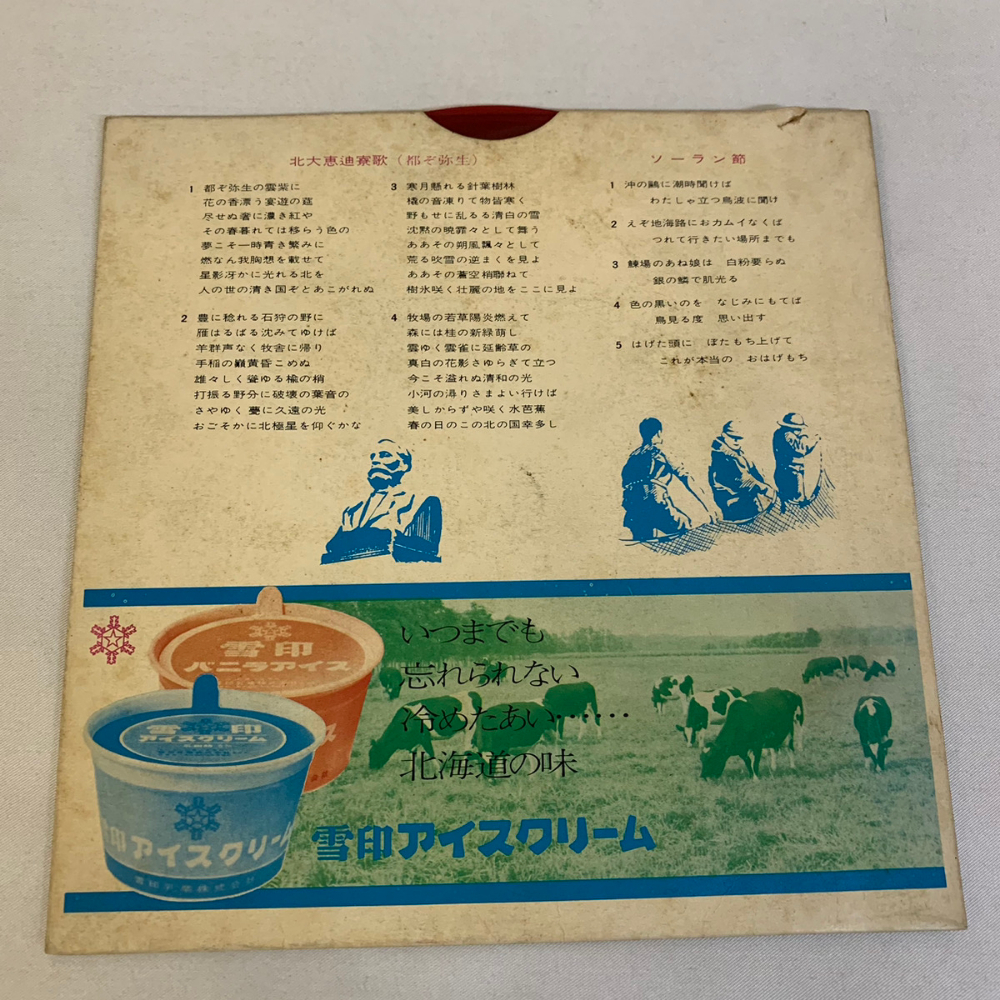 北大恵迪寮歌(都ぞ弥生)
1 都ぞ弥生の雲紫に
花の香漂う宴遊の筵
尽せぬ奢に濃き紅や
その春暮れては移らう色の
夢こそ一時青き繁みに
燃なん我胸想を載せて
星影冴かに光れる北を
人の世の清き国ぞとあこがれぬ
2 豊に稔れる石狩の野に
雁はるばる沈みてゆけば
羊群声なく牧舎に帰り
手稲の巓黄昏こめぬ
雄々しく聳ゆる楡の梢
打振る野分に破壊の葉音の
さやゆく甍に久遠の光
おごそかに北極星を仰ぐかな
3 寒月懸れる針葉樹林
橇の音凍りて物皆寒く
野もせに乱るる清白の雪
沈黙の暁霏々として舞う
ああその朔風飄々として
荒る吹雪の逆まくを見よ
ああその蒼空梢聯ねて
樹氷咲く壮麗の地をここに見よ
4 牧場の若草陽炎燃えて
森には桂の新緑萌し
雲ゆく雲雀に延齢草の
真白の花影さゆらぎて立つ
今こそ溢れぬ清和の光
小河の潯りさまよい行けば
美しからずや咲く水芭蕉
春の日のこの北の国幸多し
ソーラン節
1 沖の鷗に潮時聞けば
わたしゃ立つ鳥波に聞け
2 えぞ地海路におカムイなくば
つれて行きたい場所までも
3 鰊場のあね娘は 白粉要らぬ
銀の鱗で肌光る
4 色の黒いのを なじみにもてば
鳥見る度 思い出す
5 はげた頭に ぼたもち上げて
これが本当の おはげもち
いつまでも
忘れられない
冷めたあい……
北海道の味
雪印アイスクリーム
雪印
バニラアイス
雪印
アイスクリーム
印アイスクリーム
雪印乳業株式会社